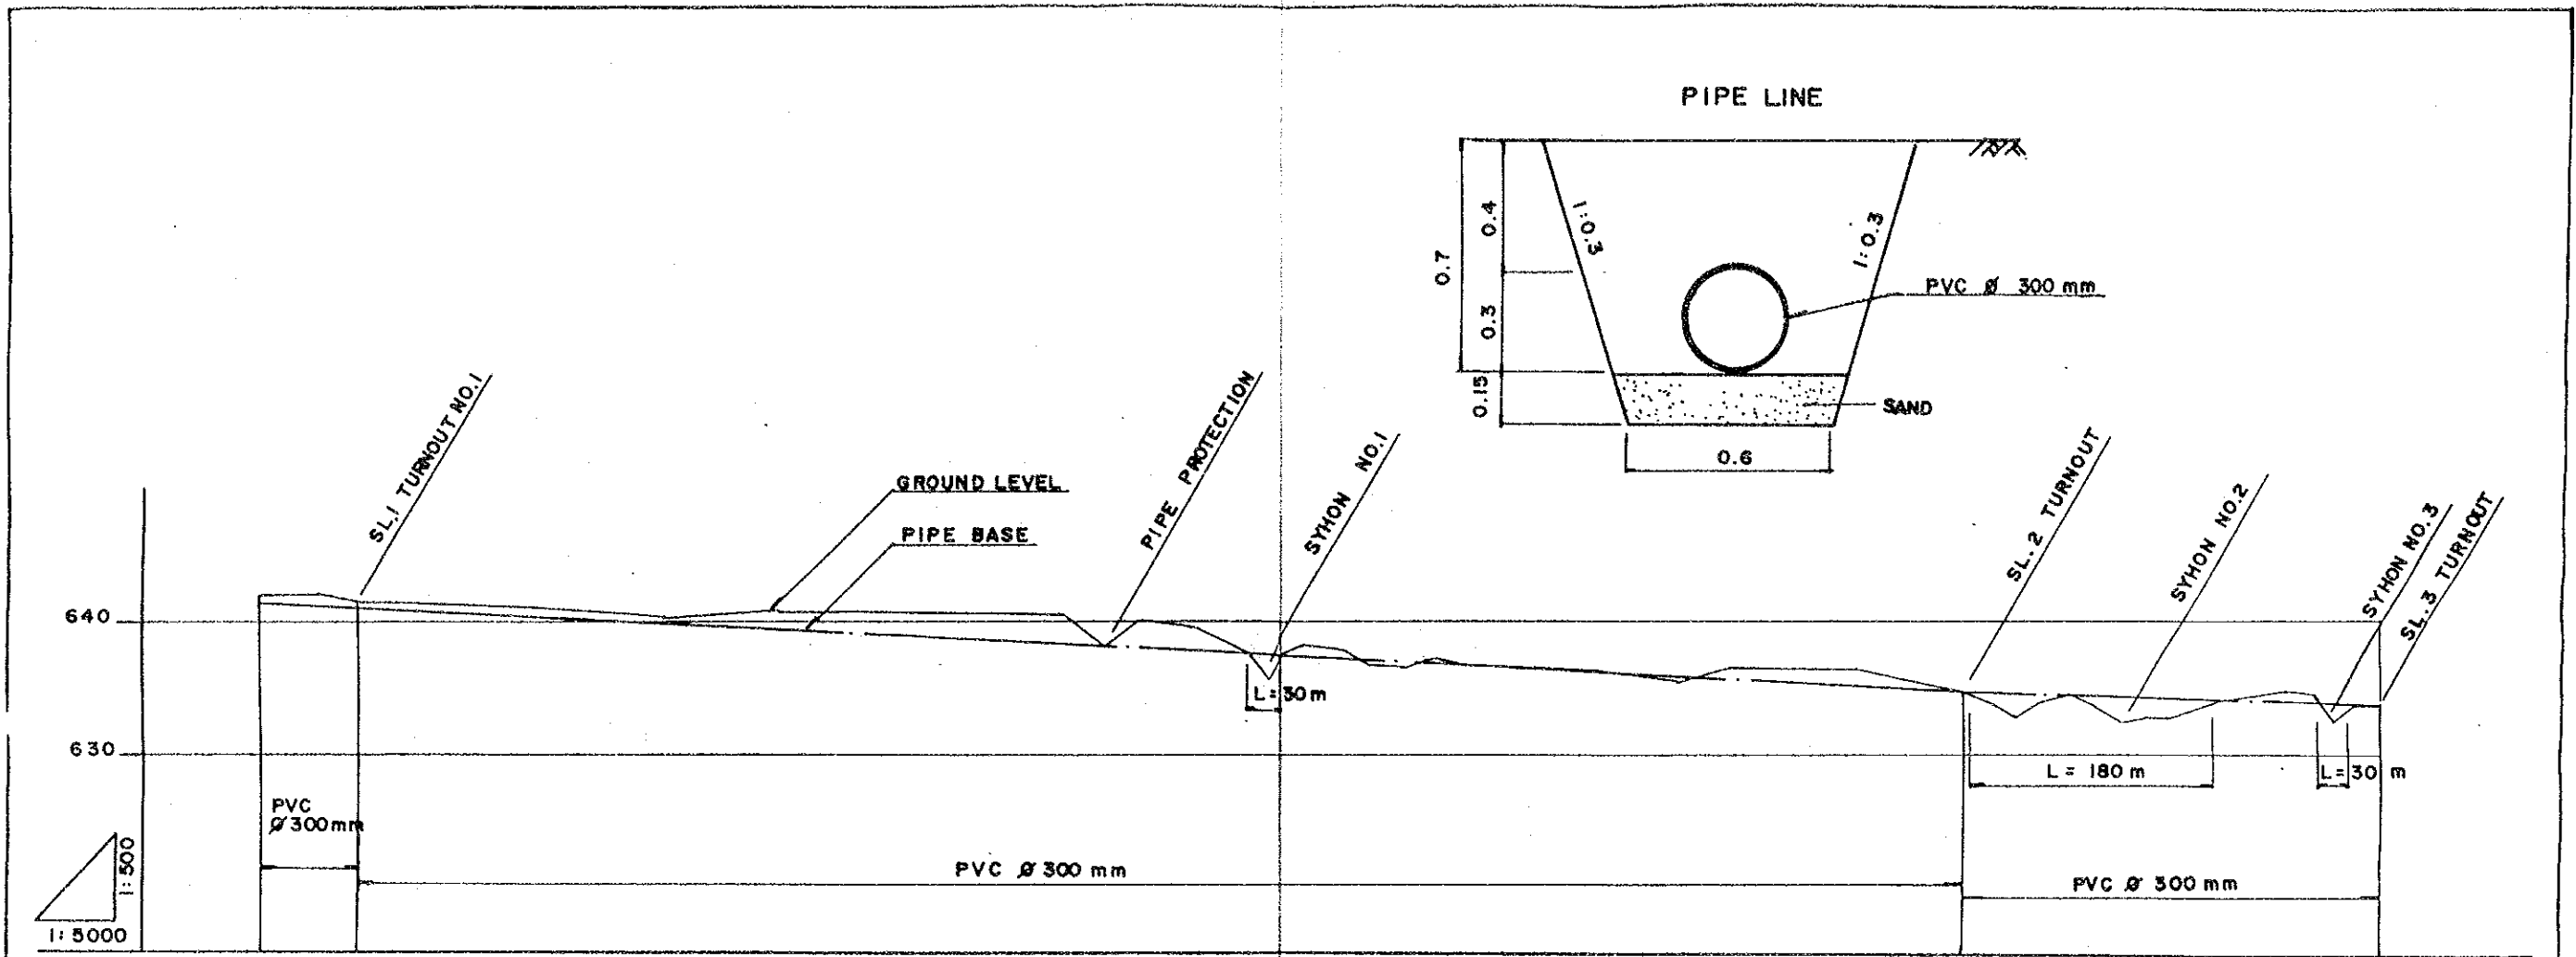 PIPE LINE
0.7
0.4
0.3
0.15
1:0.3
1:0.3
PVC Ø 300 mm
SAND
0.6
SL.1 TURNOUT NO.1
GROUND LEVEL
PIPE BASE
PIPE PROTECTION
SYHON NO.1
SL.2 TURNOUT
SYHON NO.2
SYHON NO.3
SL.3 TURNOUT
640
630
L=30m
L= 180 m
L=30 m
PVC
Ø300mm
PVC Ø 300 mm
PVC Ø 300 mm
1:500
1:5000